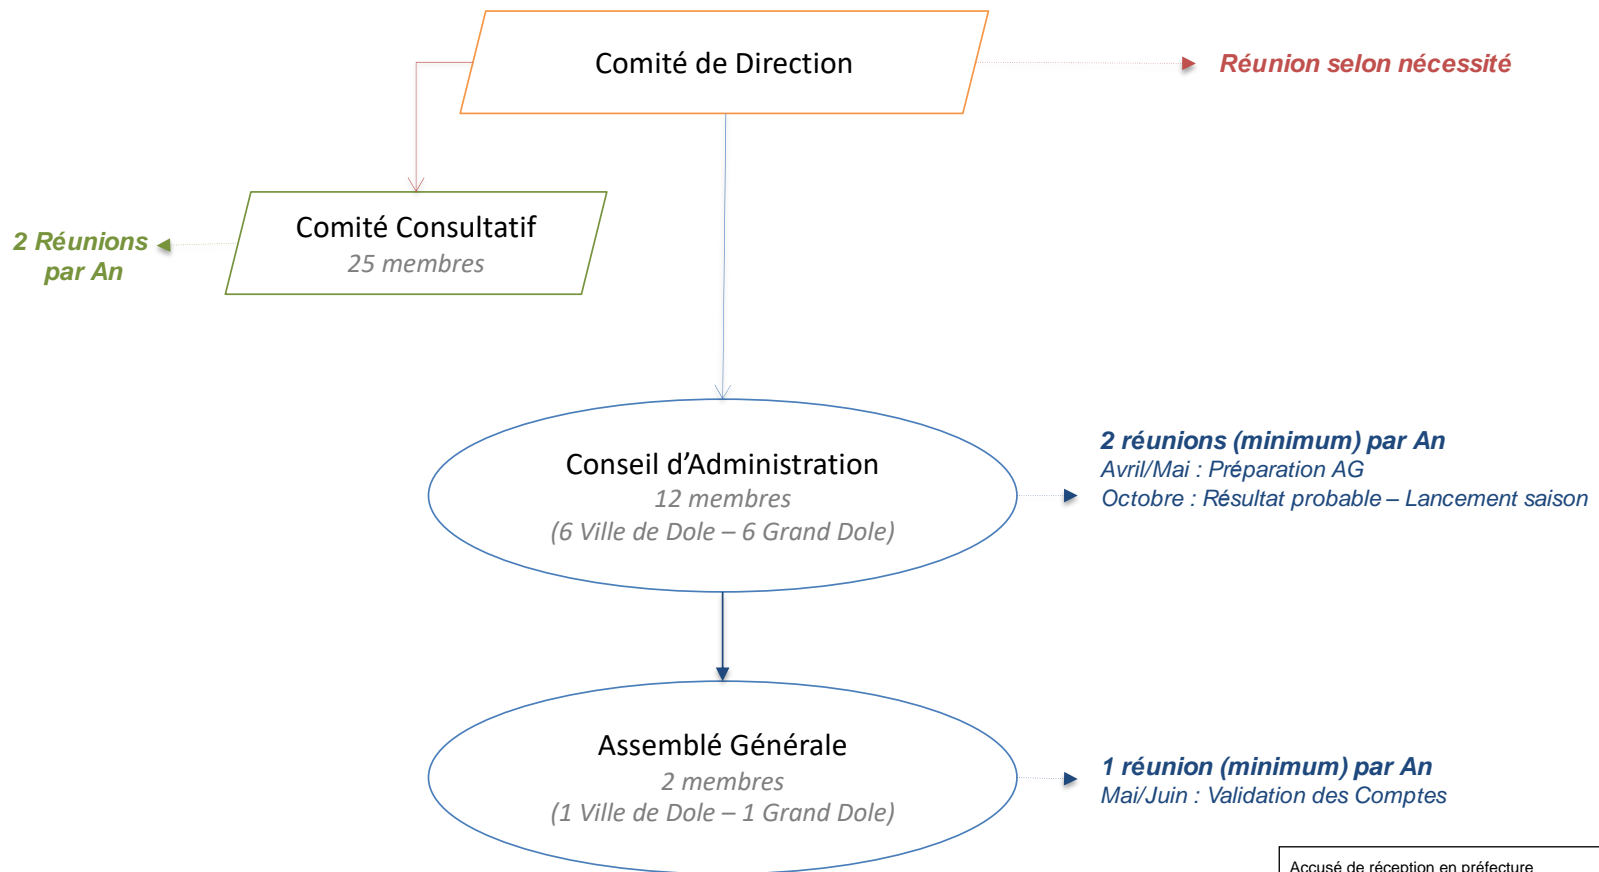 Comité de Direction
Réunion selon nécessité
Comité Consultatif
25 membres
2 Réunions
par An
Conseil d’Administration
12 membres
(6 Ville de Dole – 6 Grand Dole)
2 réunions (minimum) par An
Avril/Mai : Préparation AG
Octobre : Résultat probable – Lancement saison
Assemblé Générale
2 membres
(1 Ville de Dole – 1 Grand Dole)
1 réunion (minimum) par An
Mai/Juin : Validation des Comptes
Accusé de réception en préfecture